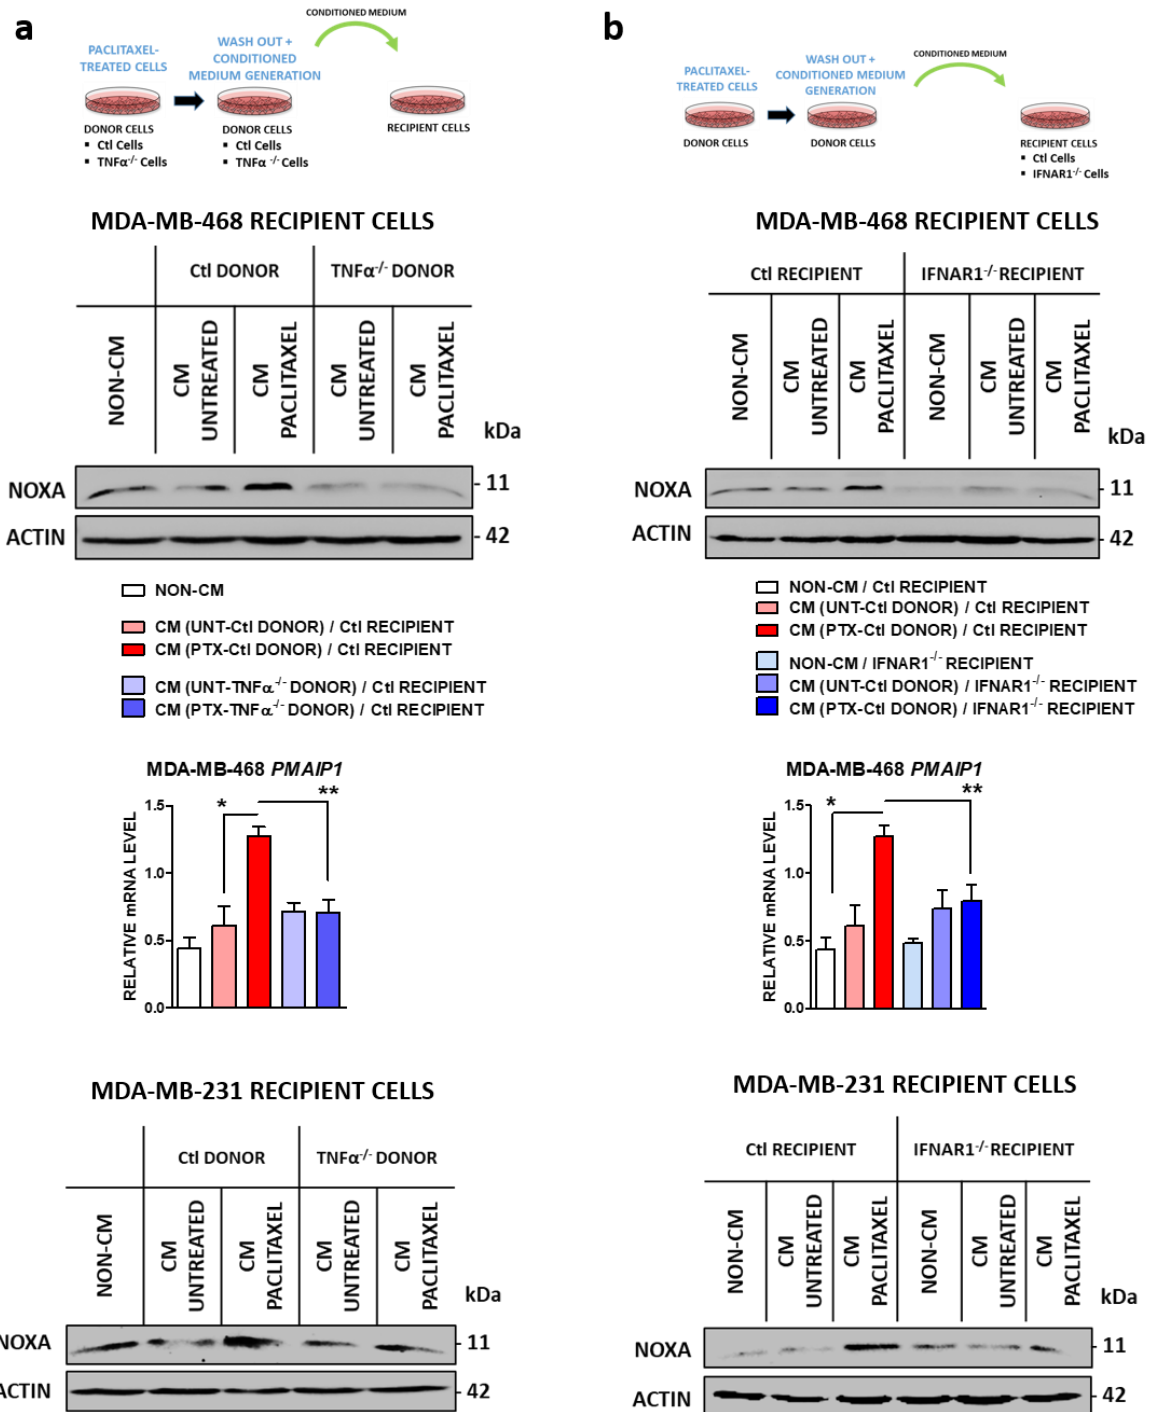 a
CONDITIONED MEDIUM
PACLITAXEL-
TREATED CELLS
WASH OUT +
CONDITIONED
MEDIUM GENERATION
DONOR CELLS
▪ Ctl Cells
▪ TNFα-/- Cells
DONOR CELLS
▪ Ctl Cells
▪ TNFα -/- Cells
RECIPIENT CELLS
MDA-MB-468 RECIPIENT CELLS
Ctl DONOR
TNFα-/- DONOR
NON-CM
CM
UNTREATED
CM
PACLITAXEL
CM
UNTREATED
CM
PACLITAXEL
kDa
NOXA
- 11
ACTIN
- 42
NON-CM
CM (UNT-Ctl DONOR) / Ctl RECIPIENT
CM (PTX-Ctl DONOR) / Ctl RECIPIENT
CM (UNT-TNFα-/- DONOR) / Ctl RECIPIENT
CM (PTX-TNFα-/- DONOR) / Ctl RECIPIENT
MDA-MB-468 PMAIP1
RELATIVE mRNA LEVEL
1.5
1.0
0.5
0.0
*
**
MDA-MB-231 RECIPIENT CELLS
Ctl DONOR
TNFα-/- DONOR
NON-CM
CM
UNTREATED
CM
PACLITAXEL
CM
UNTREATED
CM
PACLITAXEL
kDa
NOXA
- 11
ACTIN
- 42
b
CONDITIONED MEDIUM
PACLITAXEL-
TREATED CELLS
WASH OUT +
CONDITIONED MEDIUM
GENERATION
DONOR CELLS
DONOR CELLS
RECIPIENT CELLS
▪ Ctl Cells
▪ IFNAR1-/- Cells
MDA-MB-468 RECIPIENT CELLS
Ctl RECIPIENT
IFNAR1-/- RECIPIENT
NON-CM
CM
UNTREATED
CM
PACLITAXEL
NON-CM
CM
UNTREATED
CM
PACLITAXEL
kDa
NOXA
- 11
ACTIN
- 42
NON-CM / Ctl RECIPIENT
CM (UNT-Ctl DONOR) / Ctl RECIPIENT
CM (PTX-Ctl DONOR) / Ctl RECIPIENT
NON-CM / IFNAR1-/- RECIPIENT
CM (UNT-Ctl DONOR) / IFNAR1-/- RECIPIENT
CM (PTX-Ctl DONOR) / IFNAR1-/- RECIPIENT
MDA-MB-468 PMAIP1
RELATIVE mRNA LEVEL
1.5
1.0
0.5
0.0
*
**
MDA-MB-231 RECIPIENT CELLS
Ctl RECIPIENT
IFNAR1-/- RECIPIENT
NON-CM
CM
UNTREATED
CM
PACLITAXEL
NON-CM
CM
UNTREATED
CM
PACLITAXEL
kDa
NOXA
- 11
ACTIN
- 42